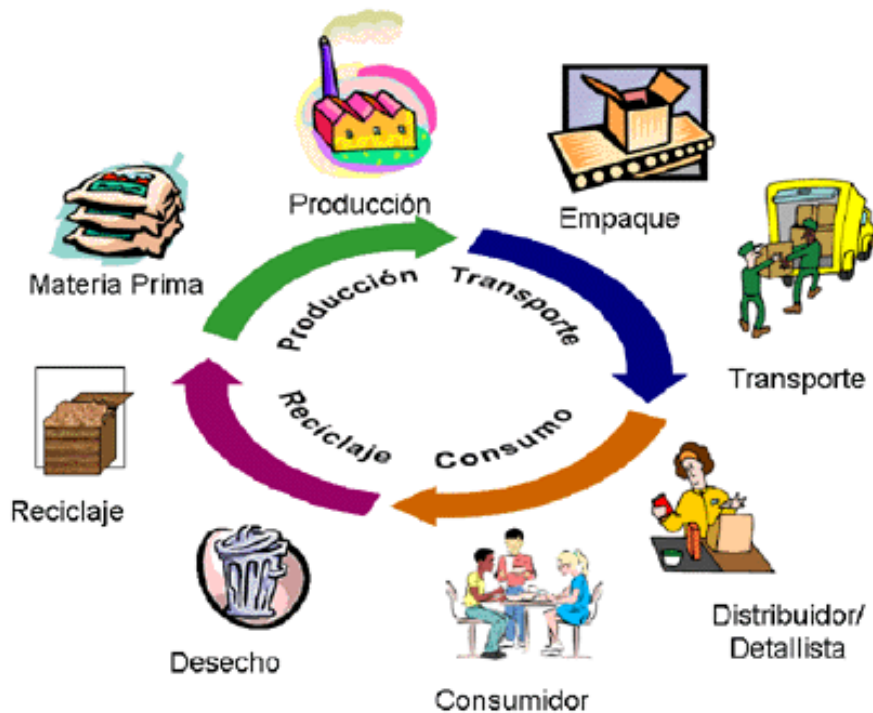 Producción
Empaque
Materia Prima
Transporte
Producción
Transporte
Reciclaje
Consumo
Reciclaje
Distribuidor/
Detallista
Desecho
Consumidor